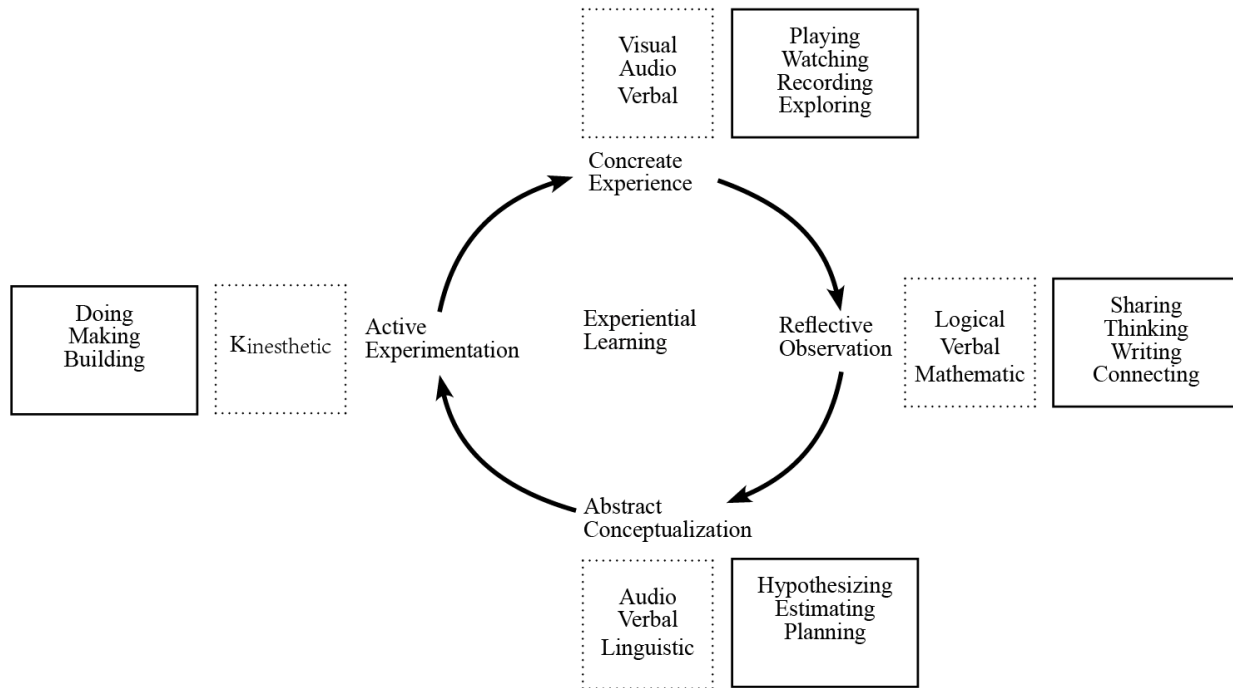 Visual
Audio
Verbal
Playing
Watching
Recording
Exploring
Concreate
Experience
Doing
Making
Building
Kinesthetic
Active
Experimentation
Experiential
Learning
Reflective
Observation
Logical
Verbal
Mathematic
Sharing
Thinking
Writing
Connecting
Abstract
Conceptualization
Audio
Verbal
Linguistic
Hypothesizing
Estimating
Planning